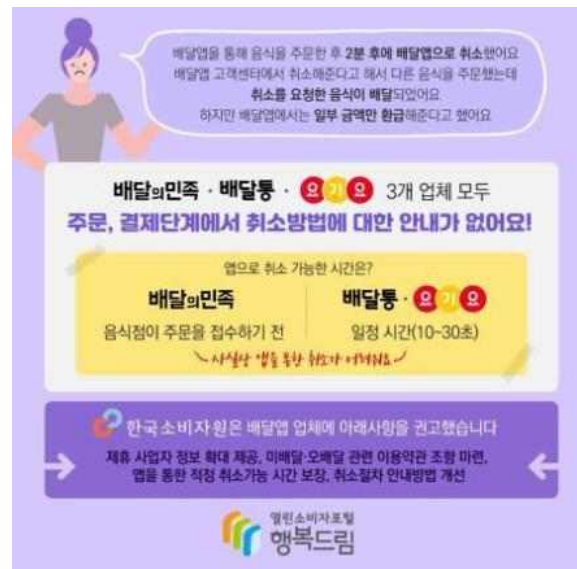 배달앱을 통해 음식을 주문한 후 2분 후에 배달앱으로 취소했어요
배달앱 고객센터에서 취소해준다고 해서 다른 음식을 주문했는데
취소를 요청한 음식이 배달되었어요
하지만 배달앱에서는 일부 금액만 환급해준다고 했어요
배달의민족 · 배달통 · 요기요 3개 업체 모두
주문, 결제단계에서 취소방법에 대한 안내가 없어요!
앱으로 취소 가능한 시간은?
배달의민족
음식점이 주문을 접수하기 전
배달통 · 요기요
일정 시간(10~30초)
사실상 앱을 통한 취소가 어려워요
한국소비자원은 배달앱 업체에 아래사항을 권고했습니다
제휴 사업자 정보 확대 제공, 미배달·오배달 관련 이용약관 조항 마련,
앱을 통한 적정 취소가능 시간 보장, 취소절차 안내방법 개선
열린소비자포털
행복드림